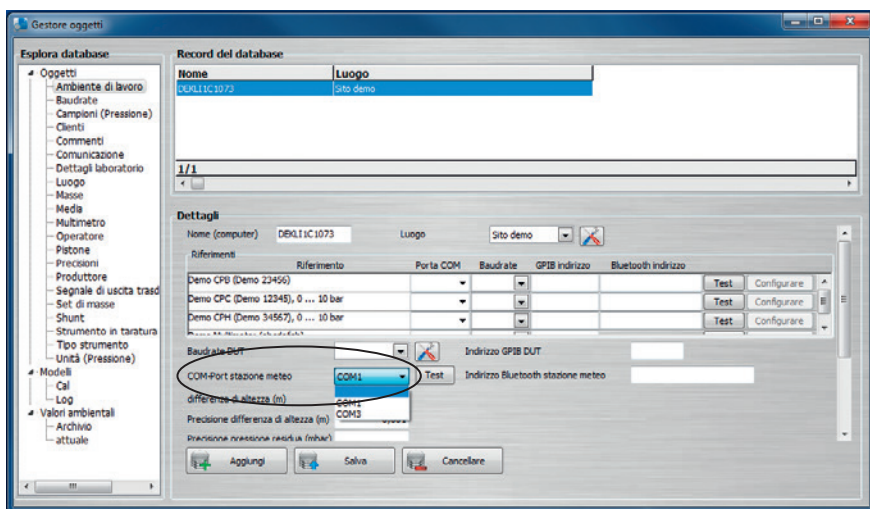 Gestore oggetti
Esplora database
Oggetti
Ambiente di lavoro
Baudrate
Campioni (Pressione)
Clienti
Commenti
Comunicazione
Dettagli laboratorio
Luogo
Masse
Media
Multimetro
Operatore
Pistone
Precisioni
Produttore
Segnale di uscita trasd
Set di masse
Shunt
Strumento in taratura
Tipo strumento
Unità (Pressione)
Modelli
Cal
Log
Valori ambientali
Archivio
attuale
Record del database
Nome Luogo
DEKLI1C1073 Sito demo
1/1
Dettagli
Nome (computer) DEKLI1C1073 Luogo Sito demo
Riferimenti
Riferimento Porta COM Baudrate GPIB indirizzo Bluetooth indirizzo
Demo CPB (Demo 23456) Test Configurare
Demo CPC (Demo 12345), 0 ... 10 bar Test Configurare
Demo CPH (Demo 34567), 0 ... 10 bar Test Configurare
Baudrate DUT Indirizzo GPIB DUT
COM-Port stazione meteo COM1 Test Indirizzo Bluetooth stazione meteo
differenza di altezza (m) COM1
COM3
Precisione differenza di altezza (m)
Precisione pressione residua (mbar)
Aggiungi Salva Cancellare